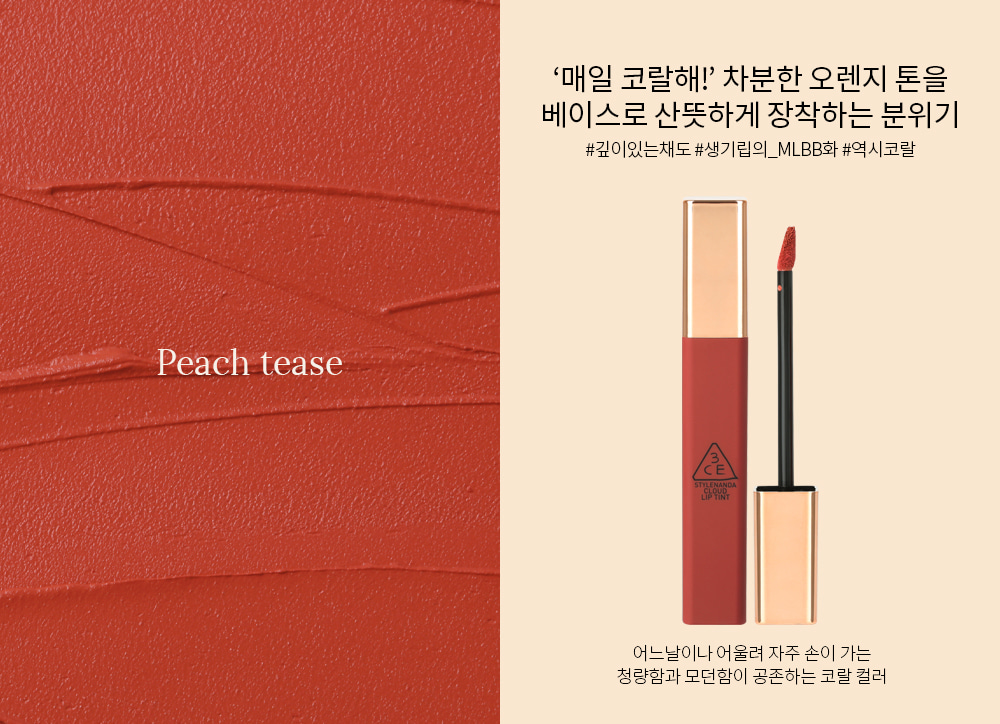 Peach tease
‘매일 코랄해!’ 차분한 오렌지 톤을
베이스로 산뜻하게 장착하는 분위기
#깊이있는채도 #생기립의_MLBB화 #역시코랄
3
CE
STYLENANDA
CLOUD
LIP TINT
어느날이나 어울려 자주 손이 가는
청량함과 모던함이 공존하는 코랄 컬러